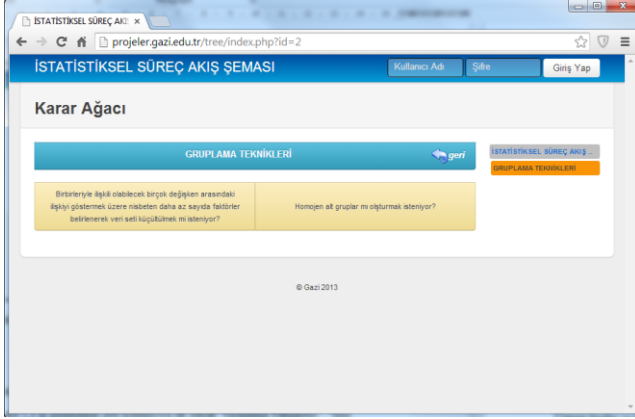 İSTATİSTİKSEL SÜREÇ AKI
projeler.gazi.edu.tr/tree/index.php?id=2
İSTATİSTİKSEL SÜREÇ AKIŞ ŞEMASI
Kullanıcı Adı
Şifre
Giriş Yap
Karar Ağacı
GRUPLAMA TEKNİKLERİ
geri
İSTATİSTİKSEL SÜREÇ AKIŞ ..
GRUPLAMA TEKNİKLERİ
Birbirleriyle ilişkili olabilecek birçok değişken arasındaki
ilişkiyi göstermek üzere nisbeten daha az sayıda faktörler
belirlenerek veri seti küçültülmek mi isteniyor?
Homojen alt gruplar mı olşturmak isteniyor?
© Gazi 2013